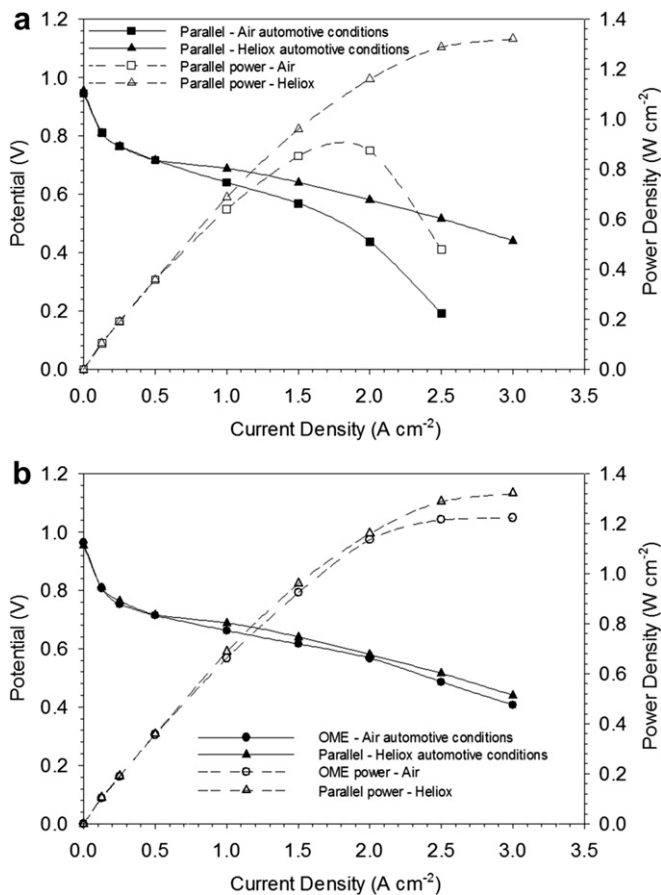 a
Parallel - Air automotive conditions
Parallel - Heliox automotive conditions
Parallel power - Air
Parallel power - Heliox
1.2
1.0
0.8
0.6
0.4
0.2
0.0
Potential (V)
1.4
1.2
1.0
0.8
0.6
0.4
0.2
0.0
Power Density (W cm⁻²)
0.0 0.5 1.0 1.5 2.0 2.5 3.0 3.5
Current Density (A cm⁻²)
b
1.2
1.0
0.8
0.6
0.4
0.2
0.0
Potential (V)
OME - Air automotive conditions
Parallel - Heliox automotive conditions
OME power - Air
Parallel power - Heliox
1.4
1.2
1.0
0.8
0.6
0.4
0.2
0.0
Power Density (W cm⁻²)
0.0 0.5 1.0 1.5 2.0 2.5 3.0 3.5
Current Density (A cm⁻²)